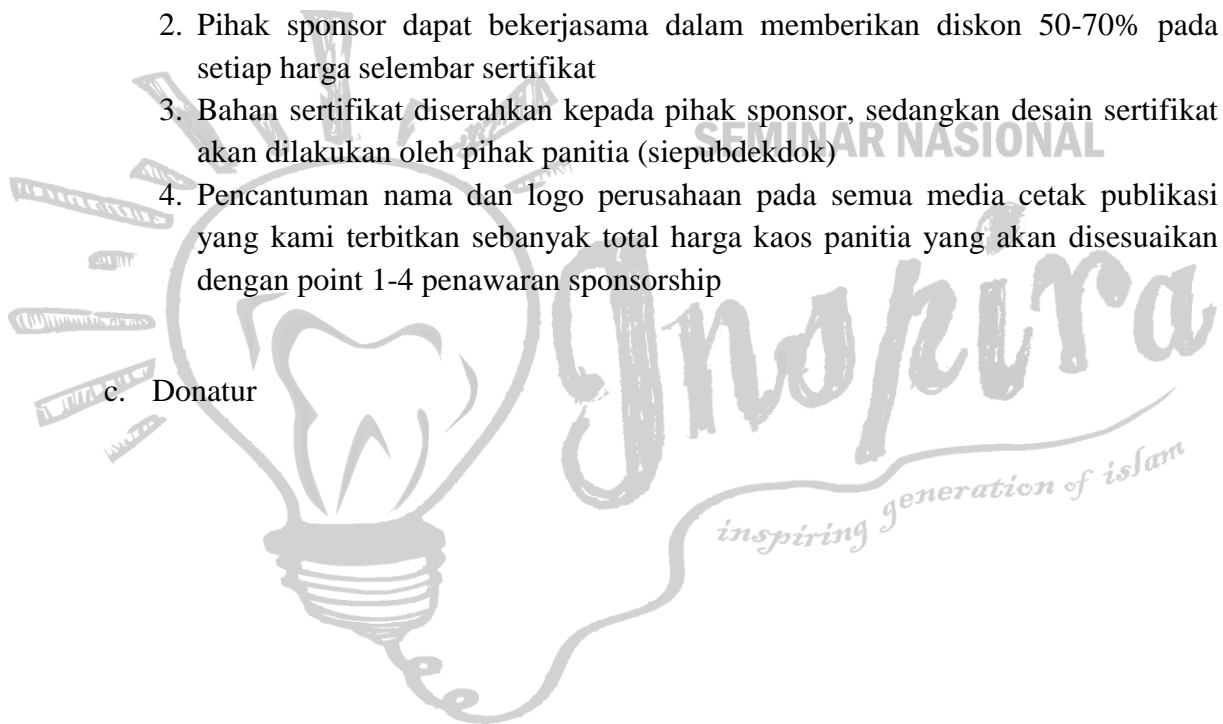 2. Pihak sponsor dapat bekerjasama dalam memberikan diskon 50-70% pada
setiap harga selembar sertifikat
3. Bahan sertifikat diserahkan kepada pihak sponsor, sedangkan desain sertifikat
SEMINAR NASIONAL
akan dilakukan oleh pihak panitia (siepubdekdok)
4. Pencantuman nama dan logo perusahaan pada semua media cetak publikasi
yang kami terbitkan sebanyak total harga kaos panitia yang akan disesuaikan
dengan point 1-4 penawaran sponsorship
Inspira
c. Donatur
inspiring generation of islam